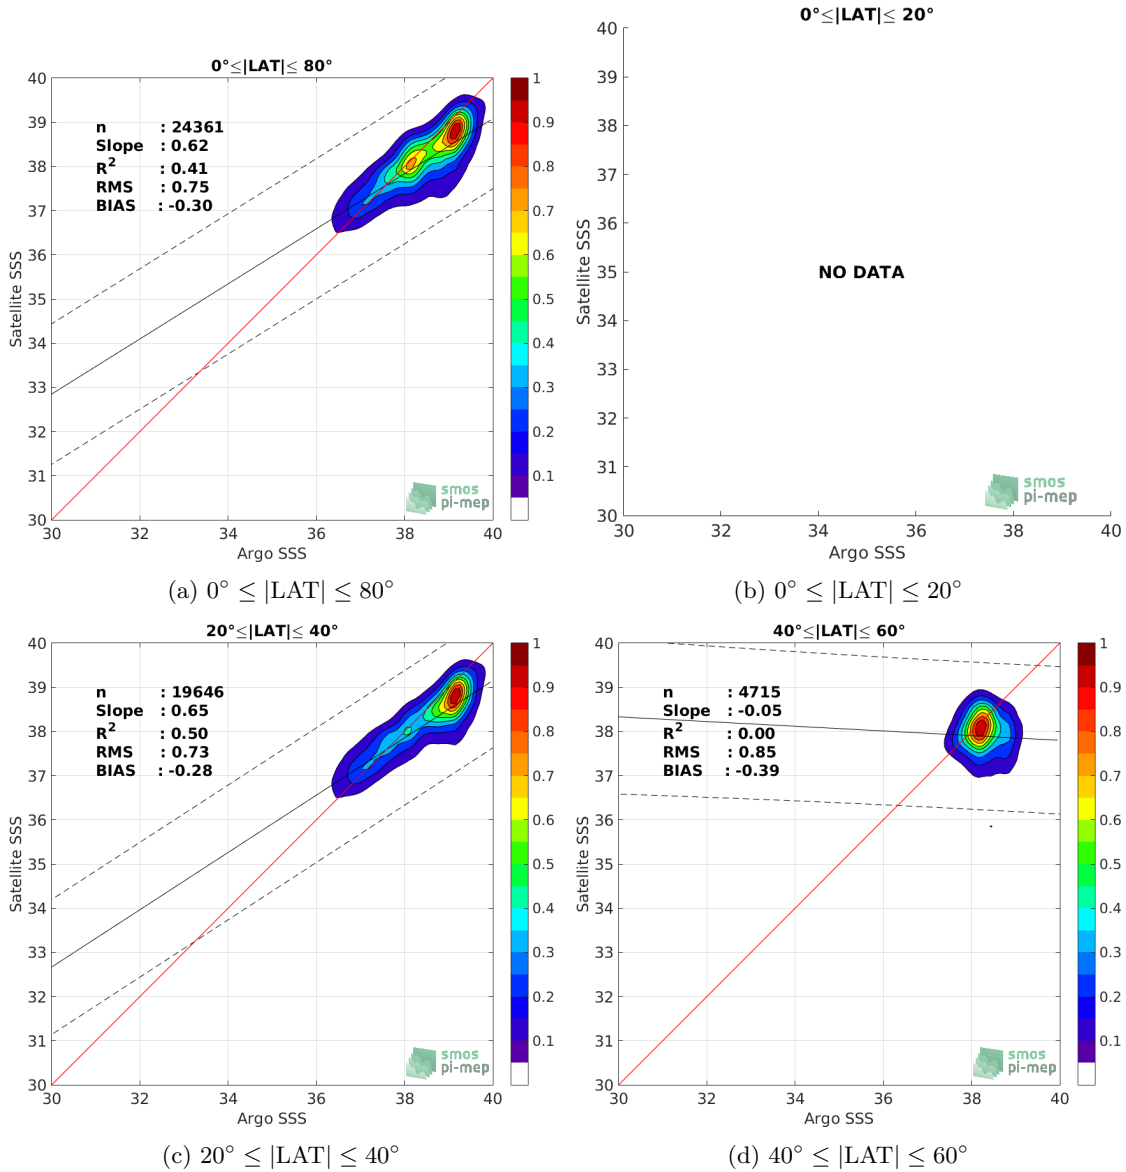 0°≤|LAT|≤ 80°
40
39
38
37
36
35
34
33
32
31
30
Satellite SSS
n : 24361
Slope : 0.62
R2 : 0.41
RMS : 0.75
BIAS : -0.30
smos
pi-mep
30 32 34 36 38 40
Argo SSS
1
0.9
0.8
0.7
0.6
0.5
0.4
0.3
0.2
0.1
(a) 0° ≤ |LAT| ≤ 80°
0°≤|LAT|≤ 20°
40
39
38
37
36
35
34
33
32
31
30
Satellite SSS
NO DATA
smos
pi-mep
30 32 34 36 38 40
Argo SSS
(b) 0° ≤ |LAT| ≤ 20°
20°≤|LAT|≤ 40°
40
39
38
37
36
35
34
33
32
31
30
Satellite SSS
n : 19646
Slope : 0.65
R2 : 0.50
RMS : 0.73
BIAS : -0.28
smos
pi-mep
30 32 34 36 38 40
Argo SSS
1
0.9
0.8
0.7
0.6
0.5
0.4
0.3
0.2
0.1
(c) 20° ≤ |LAT| ≤ 40°
40°≤|LAT|≤ 60°
40
39
38
37
36
35
34
33
32
31
30
Satellite SSS
n : 4715
Slope : -0.05
R2 : 0.00
RMS : 0.85
BIAS : -0.39
smos
pi-mep
30 32 34 36 38 40
Argo SSS
1
0.9
0.8
0.7
0.6
0.5
0.4
0.3
0.2
0.1
(d) 40° ≤ |LAT| ≤ 60°